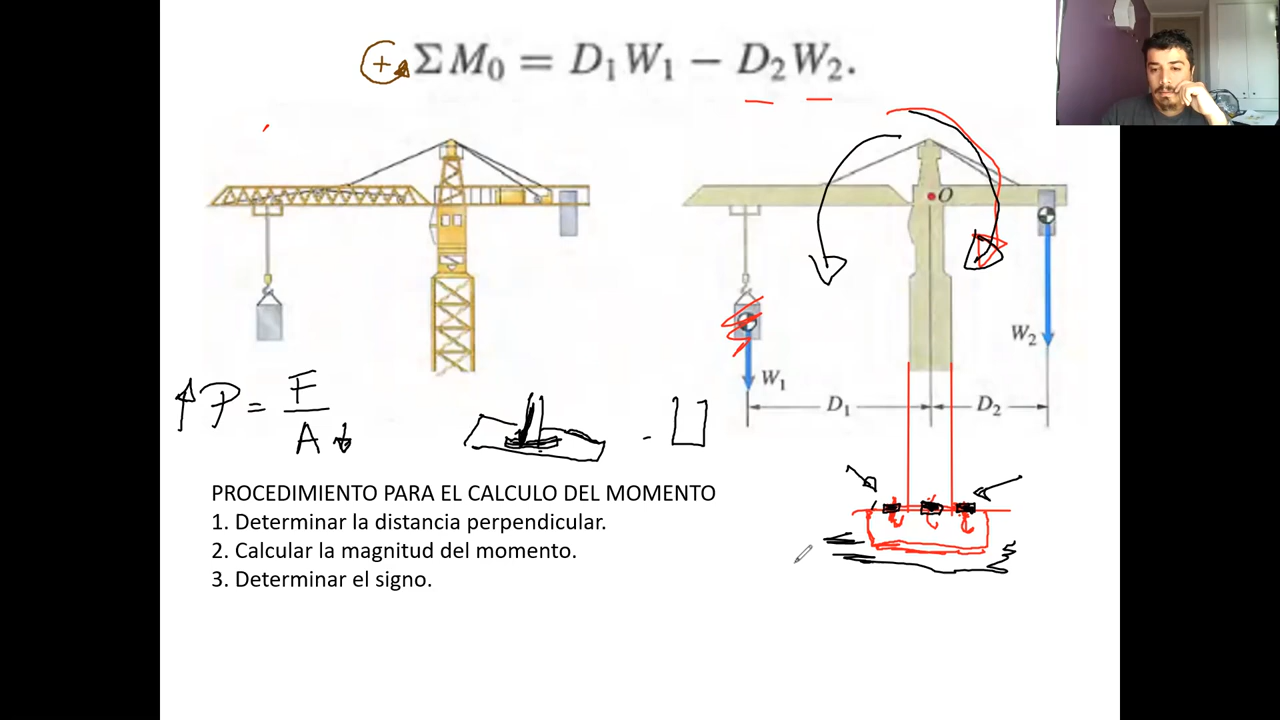 + ΣM₀ = D₁W₁ − D₂W₂.
O
W₂
W₁
D₁ D₂
P = F / A
PROCEDIMIENTO PARA EL CALCULO DEL MOMENTO
1. Determinar la distancia perpendicular.
2. Calcular la magnitud del momento.
3. Determinar el signo.